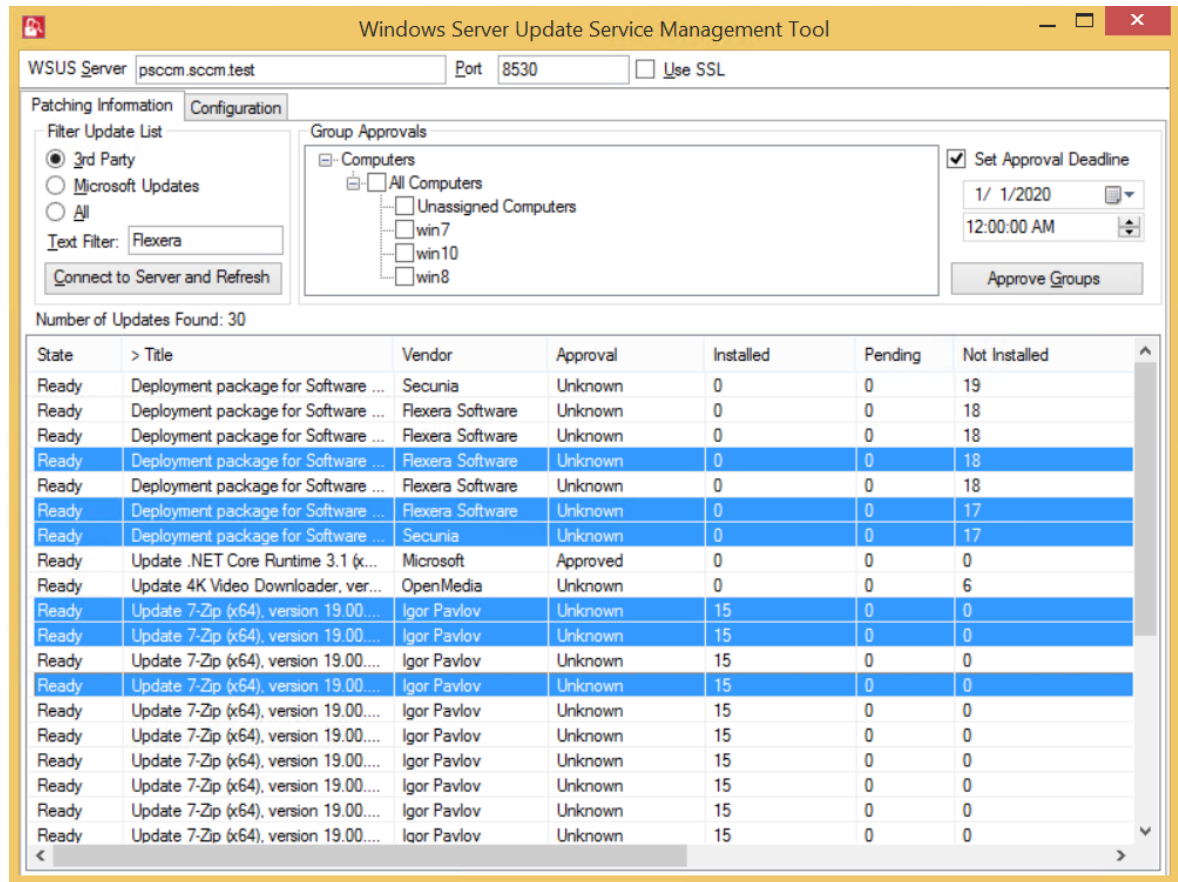 Windows Server Update Service Management Tool
WSUS Server psccm.sccm.test Port 8530 Use SSL
Patching Information Configuration
Filter Update List
3rd Party
Microsoft Updates
All
Text Filter: Flexera
Connect to Server and Refresh
Group Approvals
Computers
All Computers
Unassigned Computers
win7
win10
win8
Set Approval Deadline
1/ 1/2020
12:00:00 AM
Approve Groups
Number of Updates Found: 30
State > Title Vendor Approval Installed Pending Not Installed
Ready Deployment package for Software ... Secunia Unknown 0 0 19
Ready Deployment package for Software ... Flexera Software Unknown 0 0 18
Ready Deployment package for Software ... Flexera Software Unknown 0 0 18
Ready Deployment package for Software ... Flexera Software Unknown 0 0 18
Ready Deployment package for Software ... Flexera Software Unknown 0 0 18
Ready Deployment package for Software ... Flexera Software Unknown 0 0 17
Ready Deployment package for Software ... Secunia Unknown 0 0 17
Ready Update .NET Core Runtime 3.1 (x... Microsoft Approved 0 0 0
Ready Update 4K Video Downloader, ver... OpenMedia Unknown 0 0 6
Ready Update 7-Zip (x64), version 19.00.... Igor Pavlov Unknown 15 0 0
Ready Update 7-Zip (x64), version 19.00.... Igor Pavlov Unknown 15 0 0
Ready Update 7-Zip (x64), version 19.00.... Igor Pavlov Unknown 15 0 0
Ready Update 7-Zip (x64), version 19.00.... Igor Pavlov Unknown 15 0 0
Ready Update 7-Zip (x64), version 19.00.... Igor Pavlov Unknown 15 0 0
Ready Update 7-Zip (x64), version 19.00.... Igor Pavlov Unknown 15 0 0
Ready Update 7-Zip (x64), version 19.00.... Igor Pavlov Unknown 15 0 0
Ready Update 7-Zip (x64), version 19.00.... Igor Pavlov Unknown 15 0 0
Ready Update 7-Zip (x64), version 19.00.... Igor Pavlov Unknown 15 0 0
Ready Update 7-Zip (x64), version 19.00.... Igor Pavlov Unknown 15 0 0